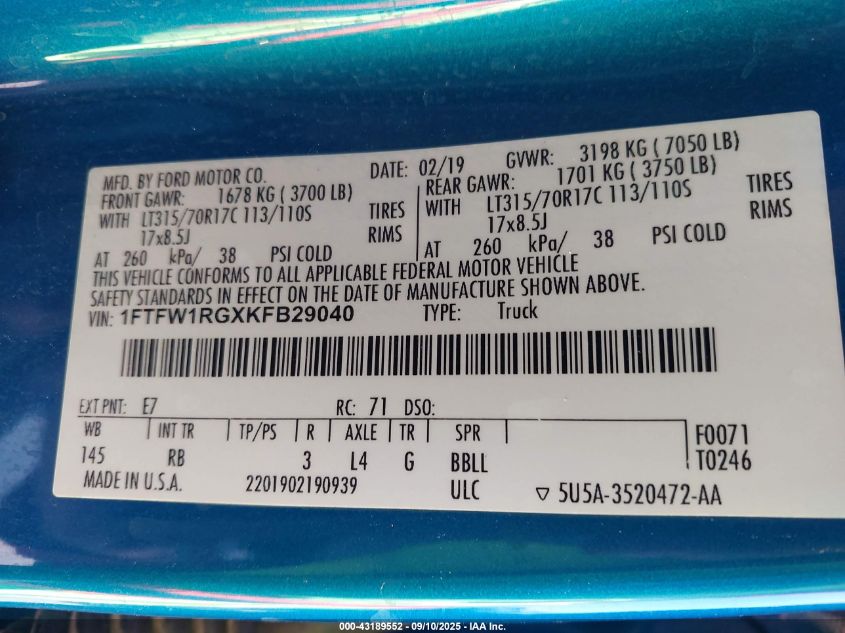 MFD. BY FORD MOTOR CO. DATE: 02/19 GVWR: 3198 KG ( 7050 LB)
FRONT GAWR: 1678 KG ( 3700 LB) REAR GAWR: 1701 KG ( 3750 LB)
WITH LT315/70R17C 113/110S TIRES WITH LT315/70R17C 113/110S TIRES
17x8.5J RIMS 17x8.5J RIMS
AT 260 kPa/ 38 PSI COLD AT 260 kPa/ 38 PSI COLD
THIS VEHICLE CONFORMS TO ALL APPLICABLE FEDERAL MOTOR VEHICLE
SAFETY STANDARDS IN EFFECT ON THE DATE OF MANUFACTURE SHOWN ABOVE.
VIN: 1FTFW1RGXKFB29040 TYPE: Truck
EXT PNT: E7 RC: 71 DSO:
WB INT TR TP/PS R AXLE TR SPR F0071
145 RB 3 L4 G BBLL T0246
MADE IN U.S.A. 2201902190939 ULC ▽ 5U5A-3520472-AA
000-43189552 — 09/10/2025 — IAA Inc.